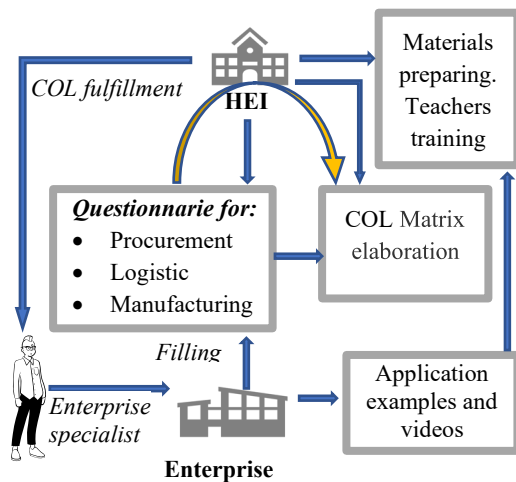 COL fulfillment
HEI
Materials
preparing.
Teachers
training
Questionnarie for:
• Procurement
• Logistic
• Manufacturing
COL Matrix
elaboration
Filling
Enterprise
specialist
Enterprise
Application
examples and
videos